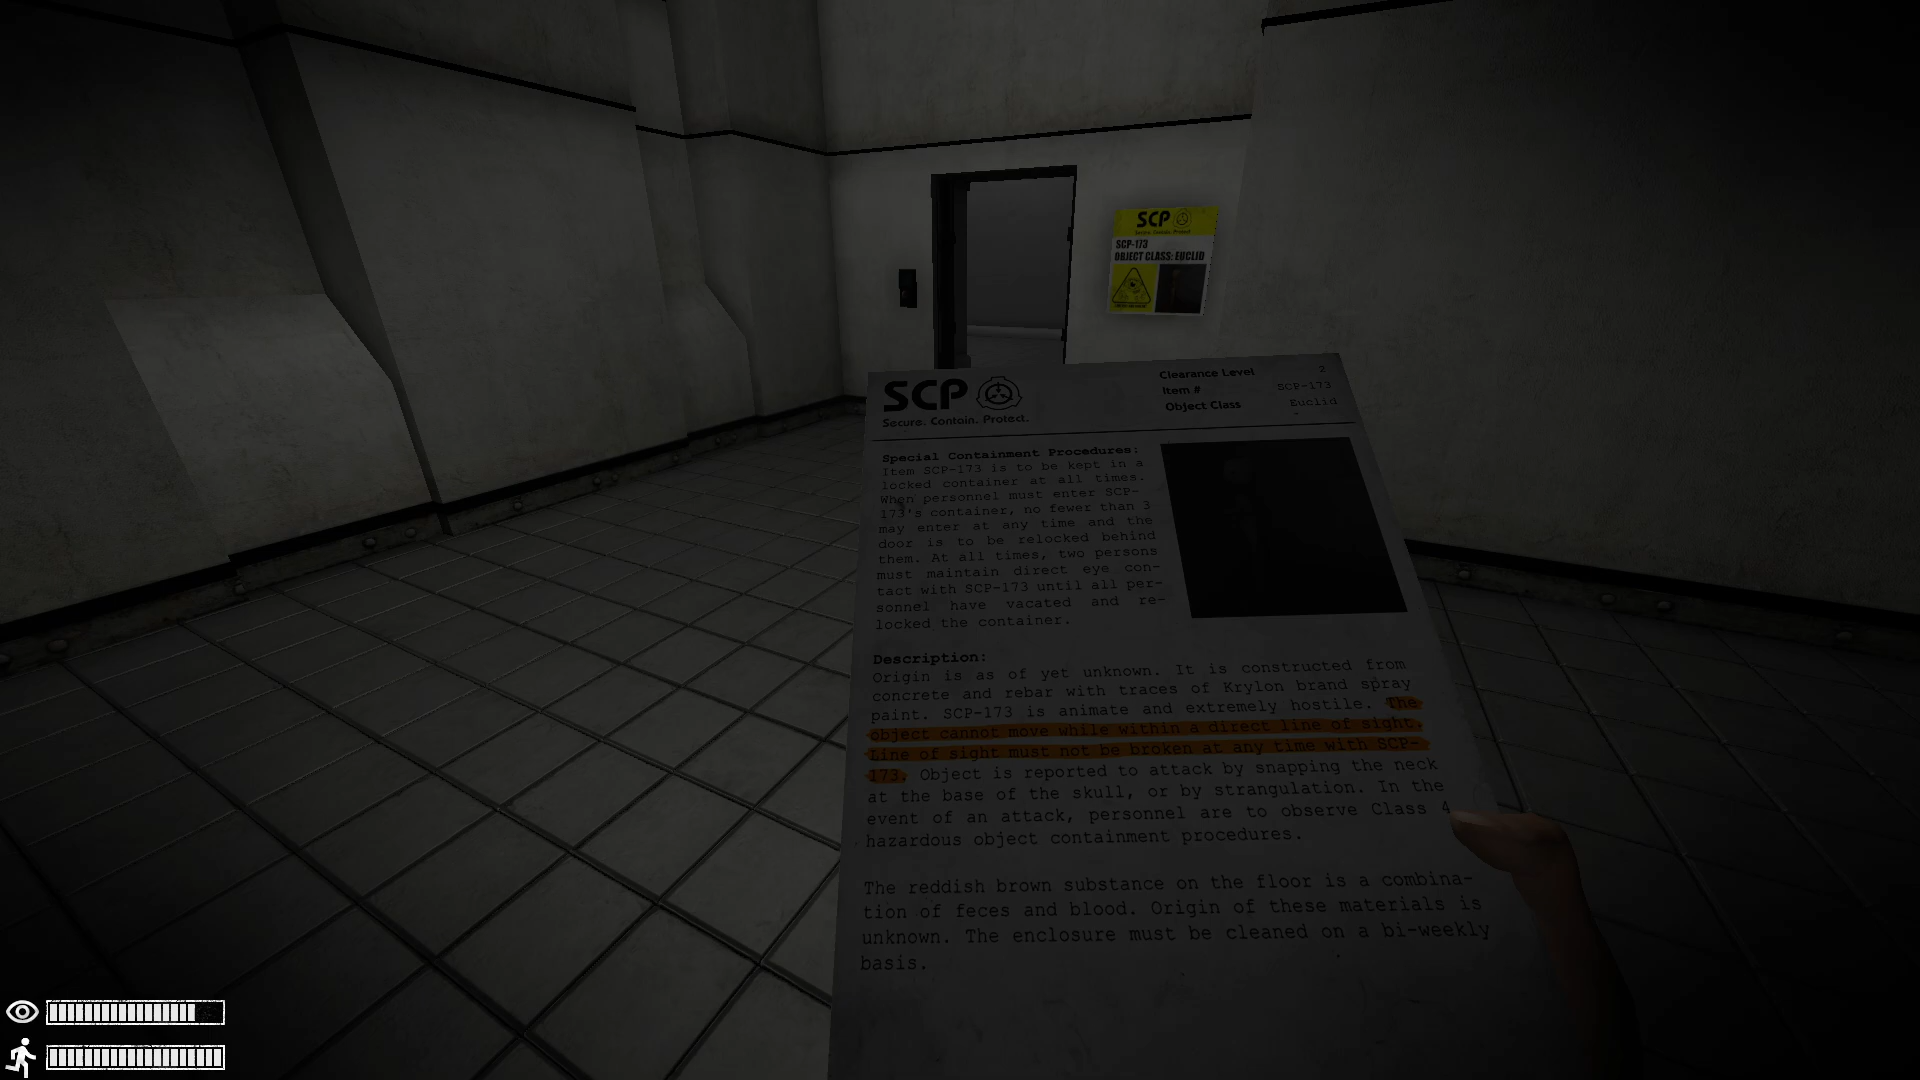 SCP
Secure. Contain. Protect.
SCP-173
OBJECT CLASS: EUCLID
SCP
Secure. Contain. Protect.
Clearance Level 2
Item # SCP-173
Object Class Euclid
Special Containment Procedures:
Item SCP-173 is to be kept in a
locked container at all times.
When personnel must enter SCP-
173's container, no fewer than 3
may enter at any time and the
door is to be relocked behind
them. At all times, two persons
must maintain direct eye con-
tact with SCP-173 until all per-
sonnel have vacated and re-
locked the container.
Description:
Origin is as of yet unknown. It is constructed from
concrete and rebar with traces of Krylon brand spray
paint. SCP-173 is animate and extremely hostile. The
object cannot move while within a direct line of sight.
Line of sight must not be broken at any time with SCP-
173. Object is reported to attack by snapping the neck
at the base of the skull, or by strangulation. In the
event of an attack, personnel are to observe Class 4
hazardous object containment procedures.
The reddish brown substance on the floor is a combina-
tion of feces and blood. Origin of these materials is
unknown. The enclosure must be cleaned on a bi-weekly
basis.